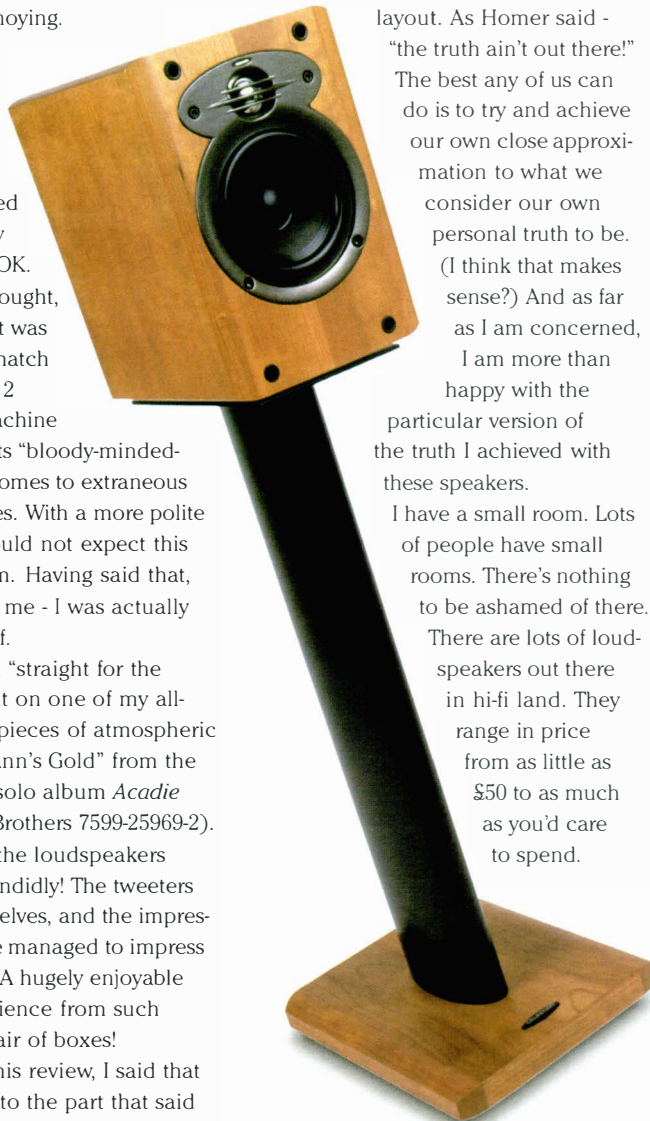 noying.
ed
OK.
ought,
t was
natch
2
achine
ts “bloody-minded-
omes to extraneous
es. With a more polite
uld not expect this
m. Having said that,
me - I was actually
f.
“straight for the
t on one of my all-
pieces of atmospheric
nn's Gold” from the
solo album Acadie
Brothers 7599-25969-2).
the loudspeakers
ndidly! The tweeters
elves, and the impres-
e managed to impress
A hugely enjoyable
ience from such
air of boxes!
his review, I said that
to the part that said
layout. As Homer said -
“the truth ain't out there!”
The best any of us can
do is to try and achieve
our own close approxi-
mation to what we
consider our own
personal truth to be.
(I think that makes
sense?) And as far
as I am concerned,
I am more than
happy with the
particular version of
the truth I achieved with
these speakers.
I have a small room. Lots
of people have small
rooms. There's nothing
to be ashamed of there.
There are lots of loud-
speakers out there
in hi-fi land. They
range in price
from as little as
£50 to as much
as you'd care
to spend.